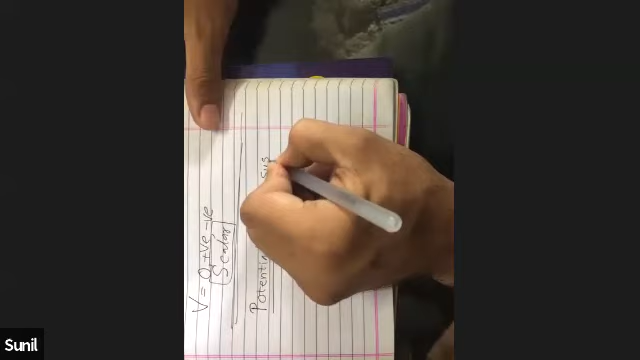 V = 0, +ve, -ve
Scalar
Potentia
Sunil